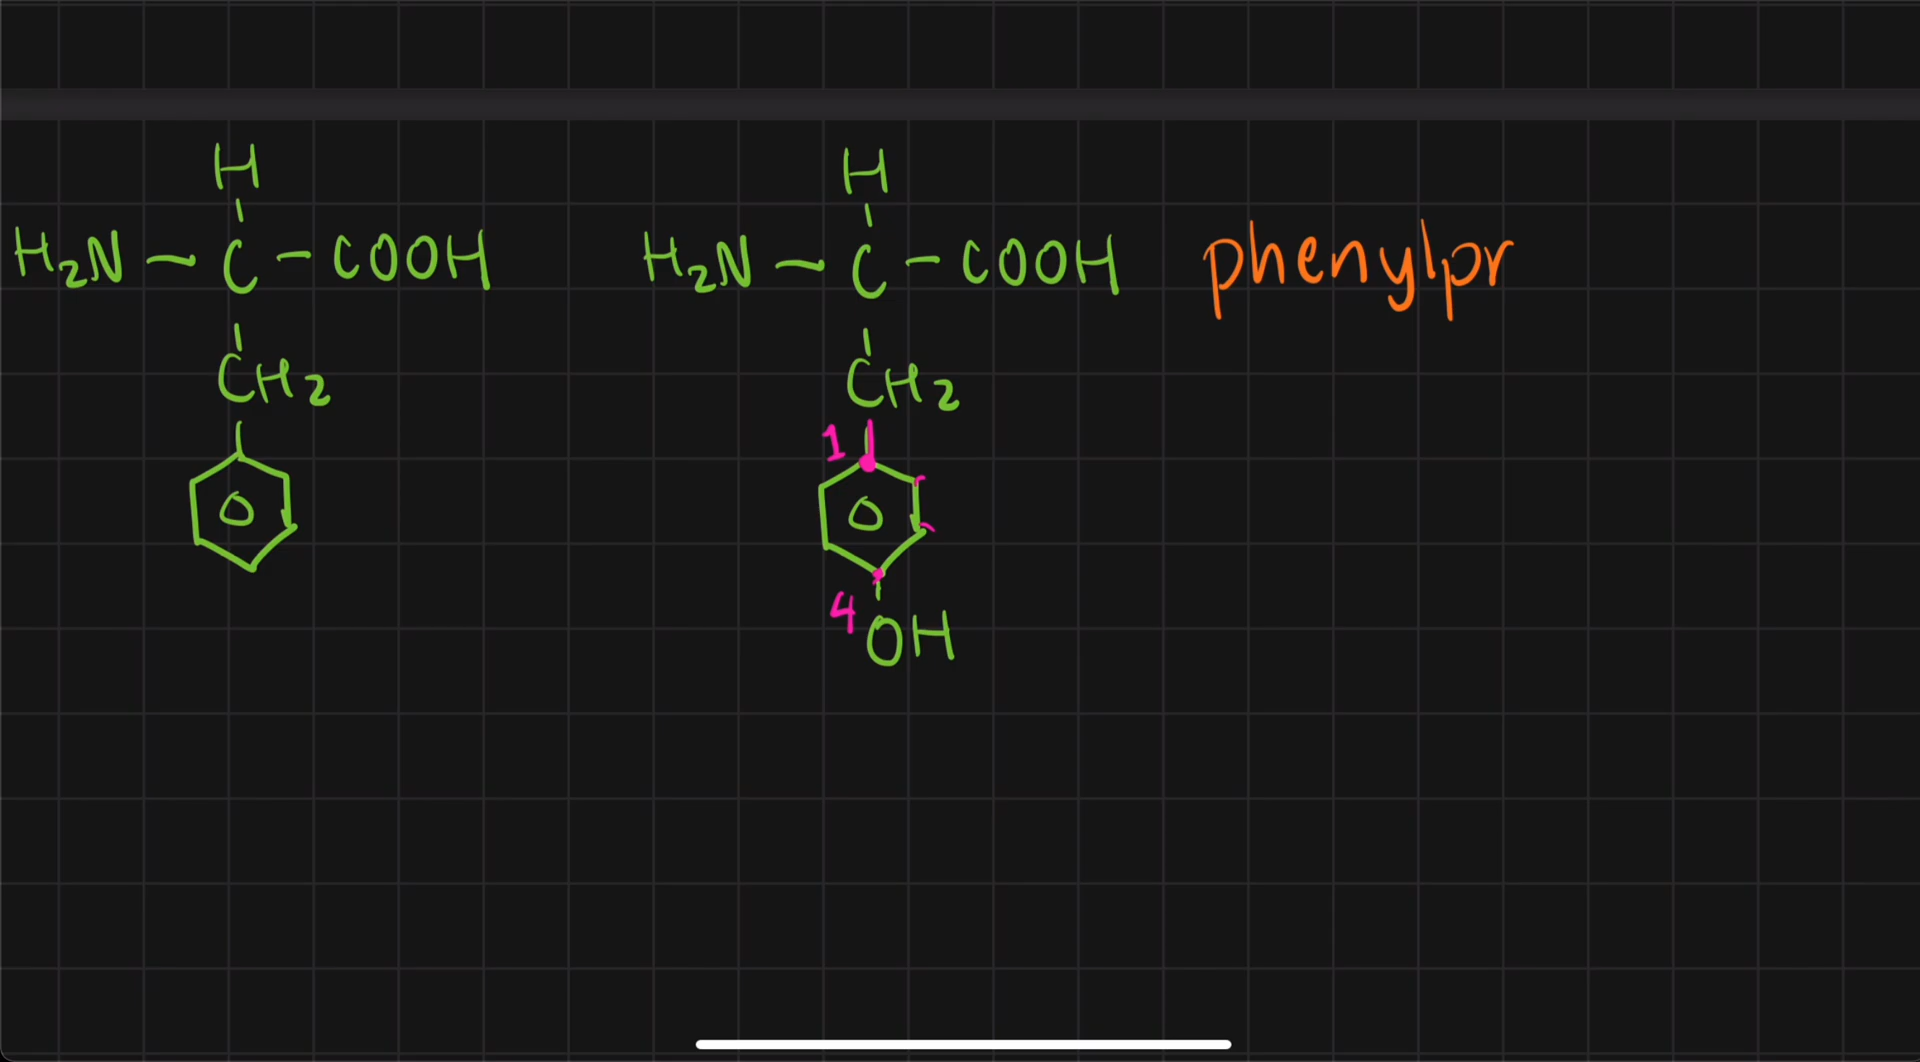 H H
H₂N - C - COOH H₂N - C - COOH phenylpr
CH₂ CH₂
1
4
OH